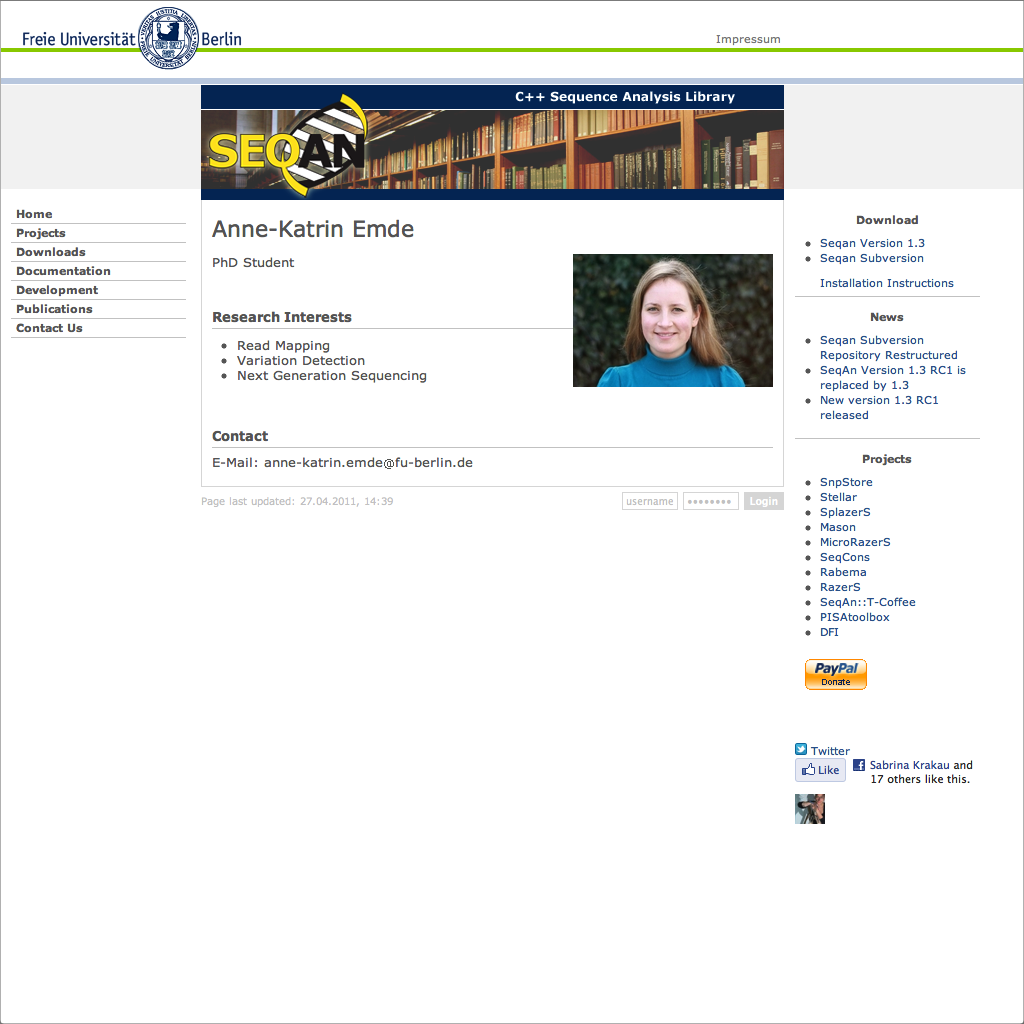 Freie Universität Berlin
Impressum
C++ Sequence Analysis Library
SEQAN
Home
Projects
Downloads
Documentation
Development
Publications
Contact Us
Anne-Katrin Emde
PhD Student
Research Interests
Read Mapping
Variation Detection
Next Generation Sequencing
Contact
E-Mail: anne-katrin.emde@fu-berlin.de
Page last updated: 27.04.2011, 14:39
username
••••••••
Login
Download
Seqan Version 1.3
Seqan Subversion
Installation Instructions
News
Seqan Subversion
Repository Restructured
SeqAn Version 1.3 RC1 is
replaced by 1.3
New version 1.3 RC1
released
Projects
SnpStore
Stellar
SplazerS
Mason
MicroRazerS
SeqCons
Rabema
RazerS
SeqAn::T-Coffee
PISAtoolbox
DFI
PayPal
Donate
Twitter
Like
Sabrina Krakau and
17 others like this.